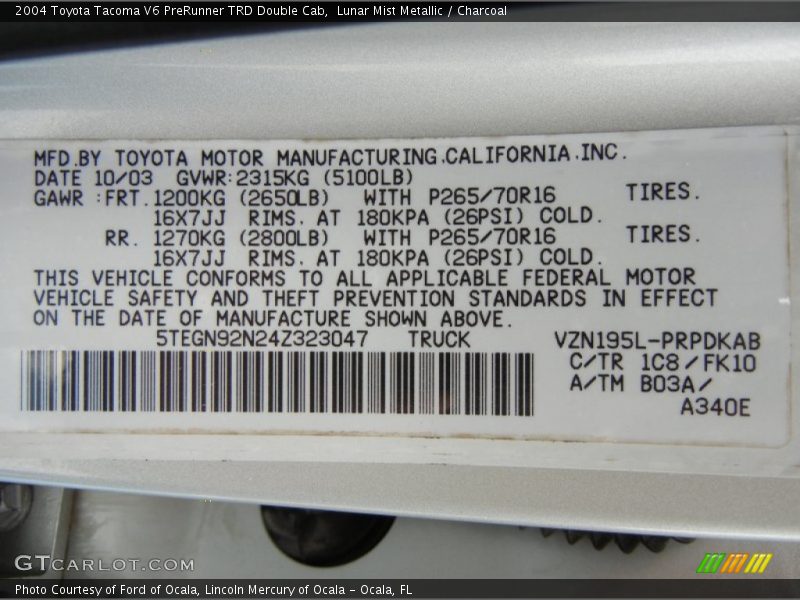 2004 Toyota Tacoma V6 PreRunner TRD Double Cab,  Lunar Mist Metallic / Charcoal
MFD.BY TOYOTA MOTOR MANUFACTURING.CALIFORNIA.INC.
DATE 10/03 GVWR:2315KG (5100LB)
GAWR :FRT.1200KG (2650LB) WITH P265/70R16 TIRES.
16X7JJ RIMS. AT 180KPA (26PSI) COLD.
RR. 1270KG (2800LB) WITH P265/70R16 TIRES.
16X7JJ RIMS. AT 180KPA (26PSI) COLD.
THIS VEHICLE CONFORMS TO ALL APPLICABLE FEDERAL MOTOR
VEHICLE SAFETY AND THEFT PREVENTION STANDARDS IN EFFECT
ON THE DATE OF MANUFACTURE SHOWN ABOVE.
5TEGN92N24Z323047 TRUCK VZN195L-PRPDKAB
C/TR 1C8/FK10
A/TM B03A/
A340E
GTCARLOT.COM
Photo Courtesy of Ford of Ocala, Lincoln Mercury of Ocala - Ocala, FL